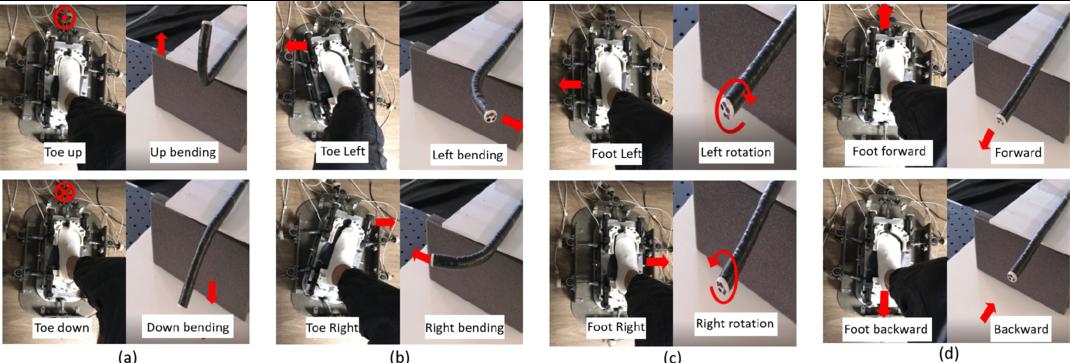 Toe up
Up bending
Toe Left
Left bending
Foot Left
Left rotation
Foot forward
Forward
Toe down
Down bending
Toe Right
Right bending
Foot Right
Right rotation
Foot backward
Backward
(a)
(b)
(c)
(d)